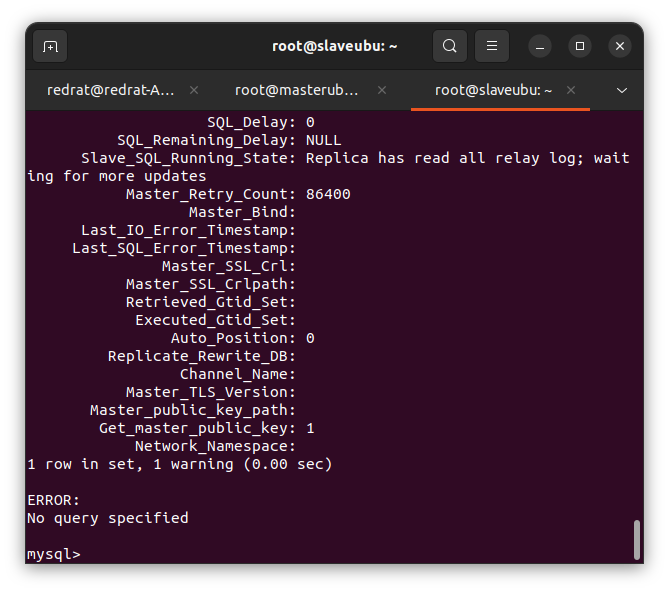 root@slaveubu: ~
redrat@redrat-A...
root@masterub...
root@slaveubu: ~
SQL_Delay: 0
SQL_Remaining_Delay: NULL
Slave_SQL_Running_State: Replica has read all relay log; wait
ing for more updates
Master_Retry_Count: 86400
Master_Bind:
Last_IO_Error_Timestamp:
Last_SQL_Error_Timestamp:
Master_SSL_Crl:
Master_SSL_Crlpath:
Retrieved_Gtid_Set:
Executed_Gtid_Set:
Auto_Position: 0
Replicate_Rewrite_DB:
Channel_Name:
Master_TLS_Version:
Master_public_key_path:
Get_master_public_key: 1
Network_Namespace:
1 row in set, 1 warning (0.00 sec)
ERROR:
No query specified
mysql>